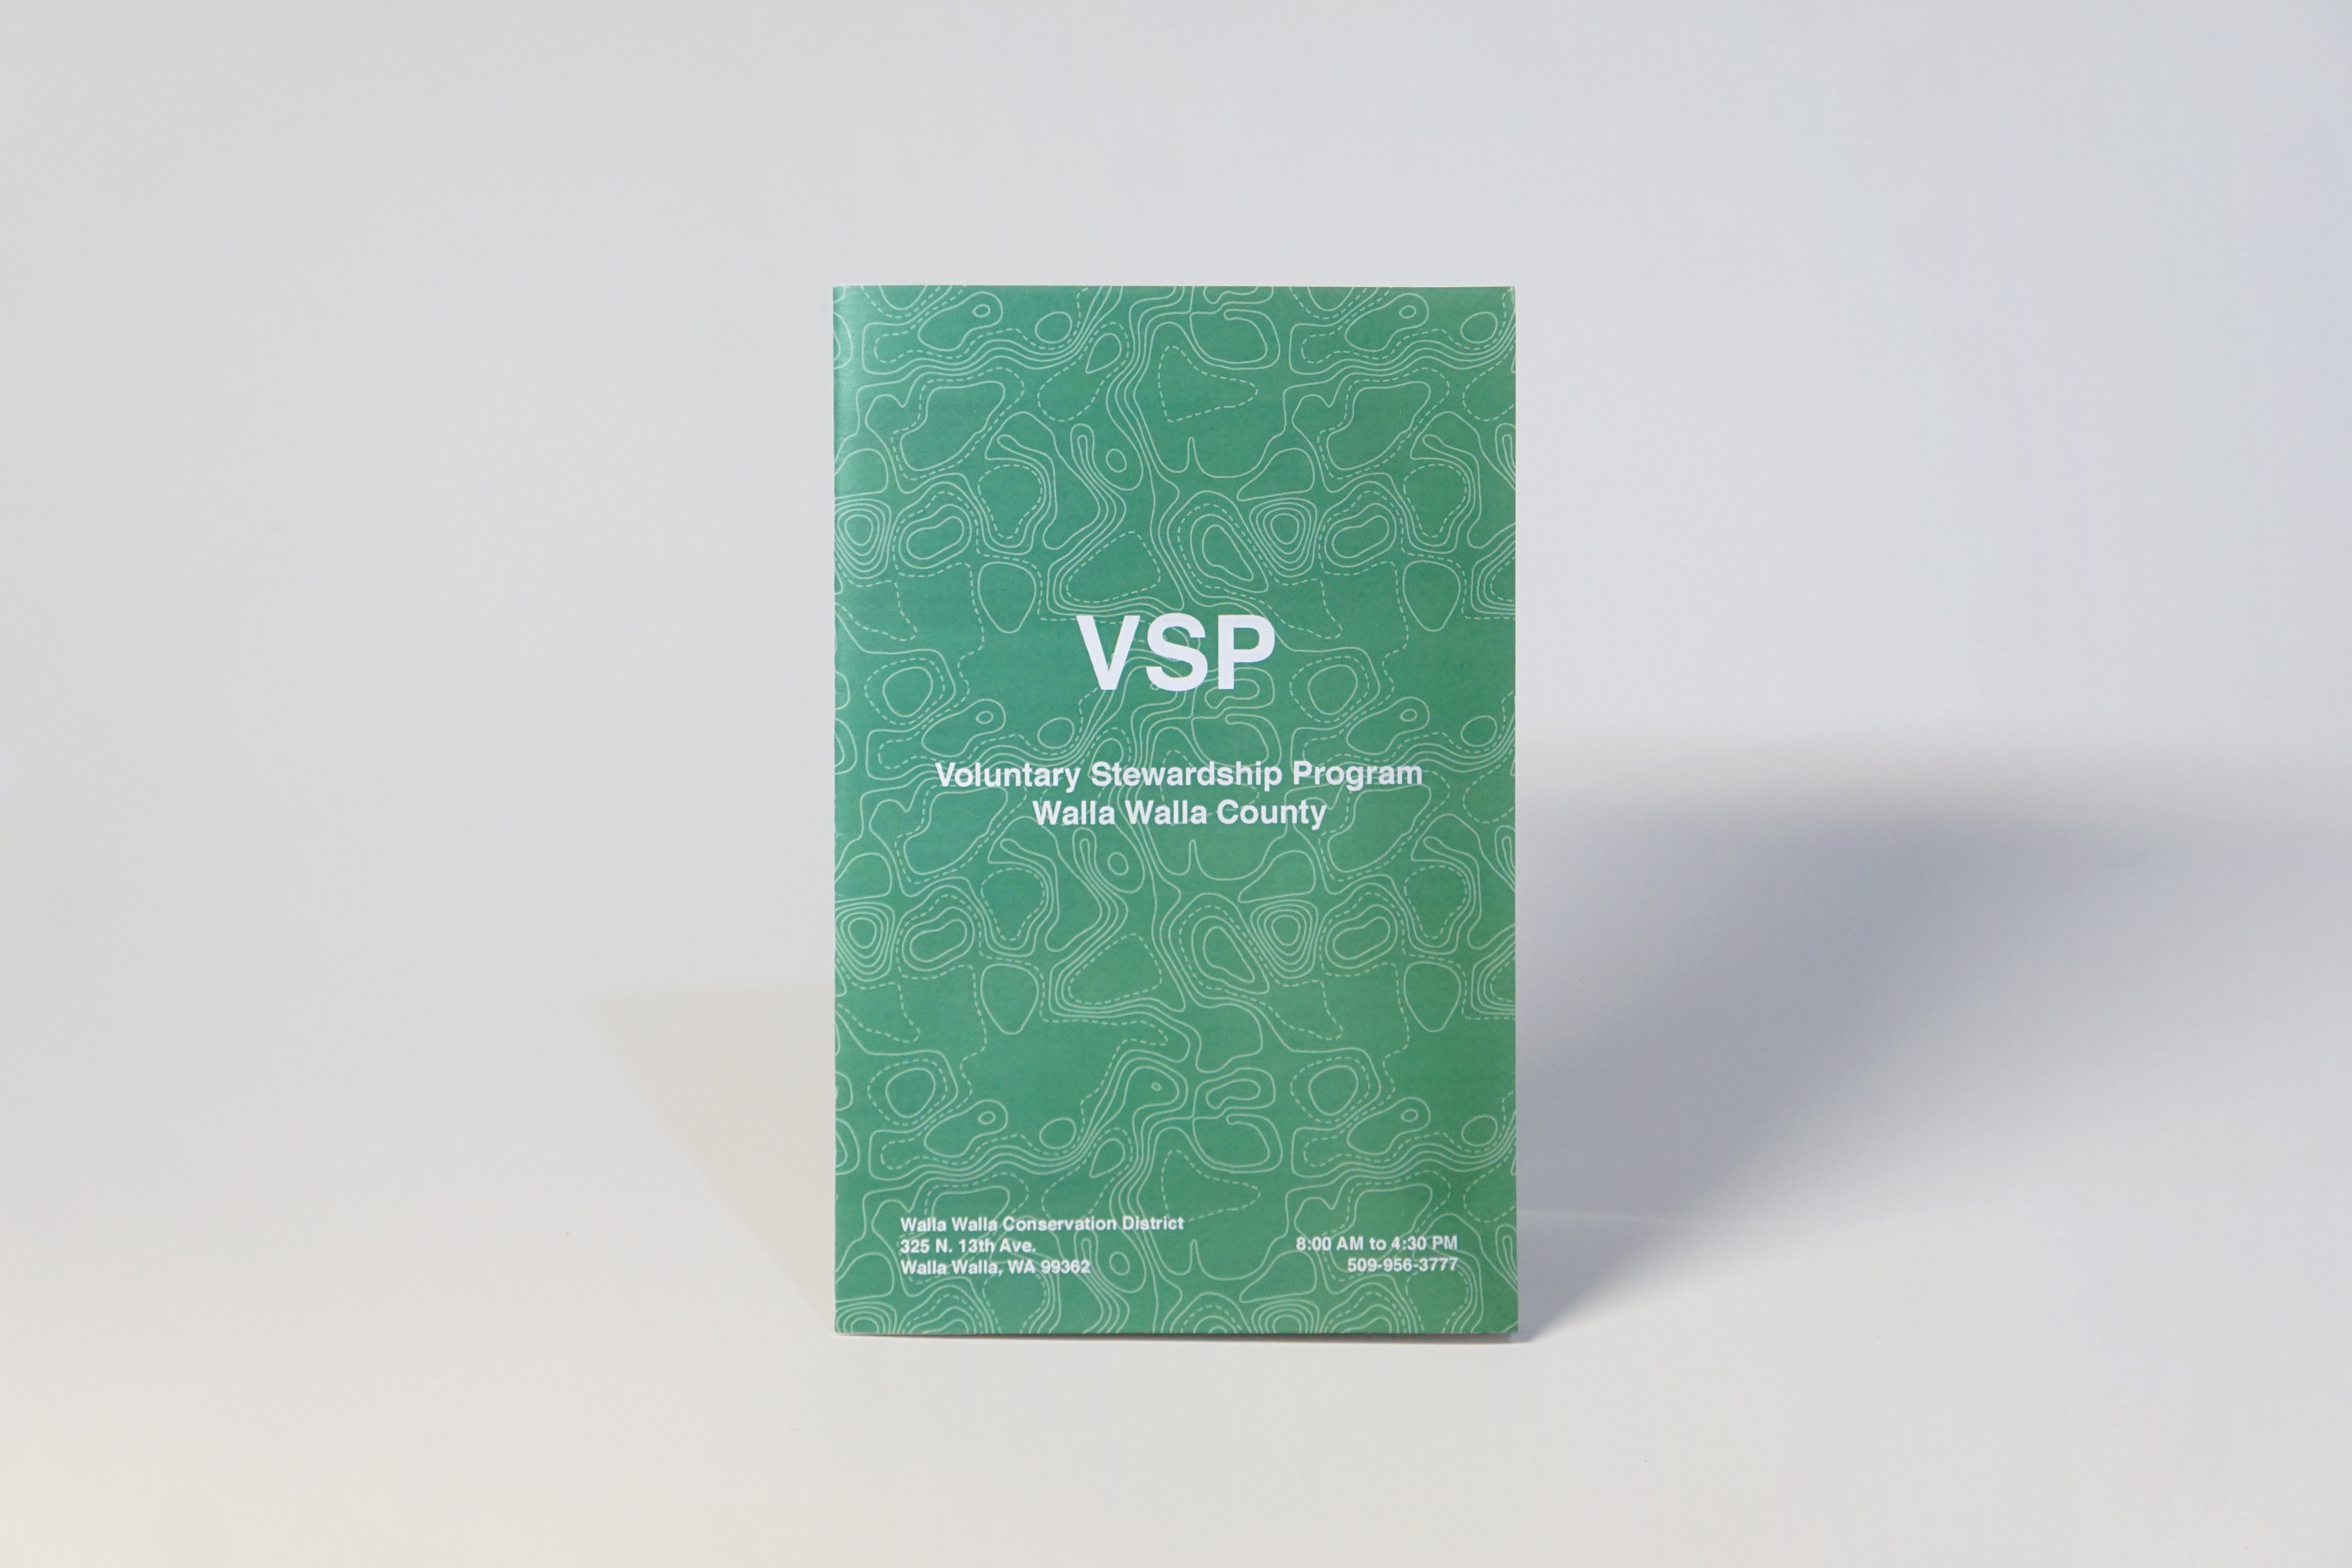 VSP
Voluntary Stewardship Program
Walla Walla County
Walla Walla Conservation District
325 N. 13th Ave.
Walla Walla, WA 99362
8:00 AM to 4:30 PM
509-956-3777